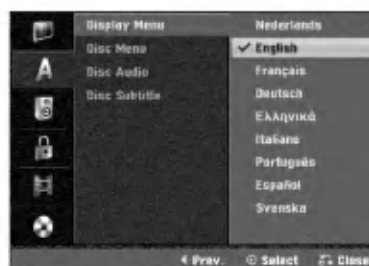 Display Menu
Disc Menu
Disc Audio
Disc Subtitle
Nederlands
✓ English
Français
Deutsch
Ελληνικά
Italiano
Português
Español
Svenska
Prev. Select Close